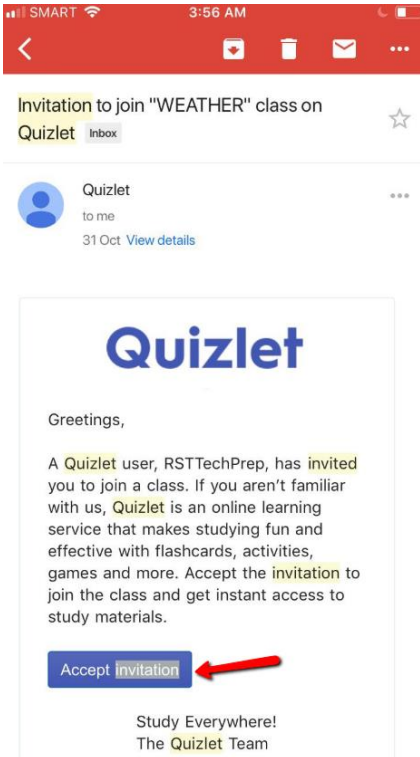 SMART 3:56 AM
Invitation to join "WEATHER" class on
Quizlet Inbox
Quizlet
to me
31 Oct View details
Quizlet
Greetings,
A Quizlet user, RSTTechPrep, has invited
you to join a class. If you aren't familiar
with us, Quizlet is an online learning
service that makes studying fun and
effective with flashcards, activities,
games and more. Accept the invitation to
join the class and get instant access to
study materials.
Accept invitation
Study Everywhere!
The Quizlet Team